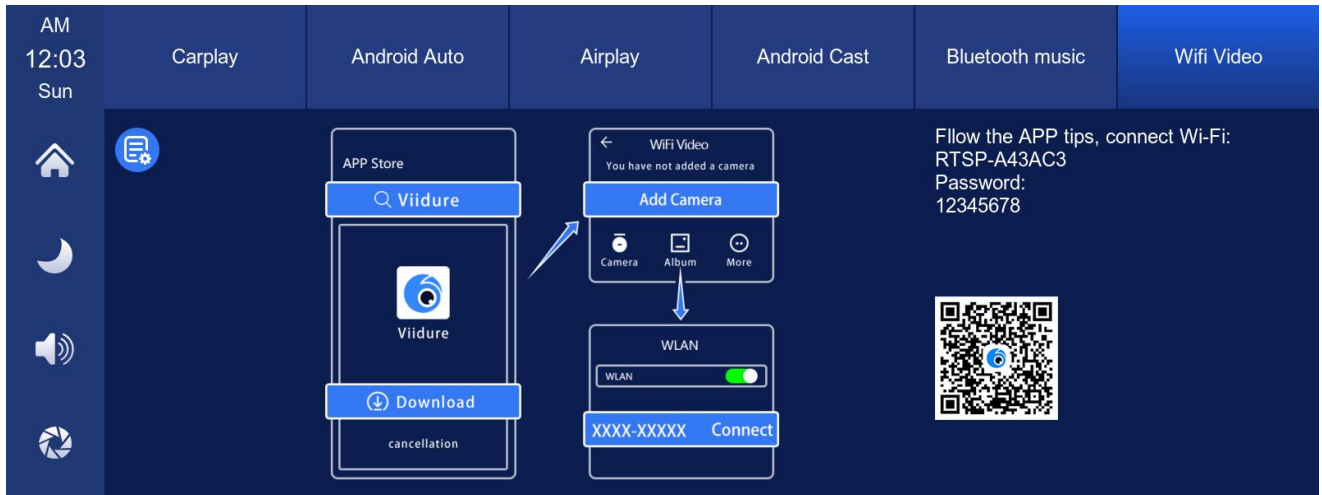 AM
12:03
Sun
Carplay
Android Auto
Airplay
Android Cast
Bluetooth music
Wifi Video
APP Store
Viidure
Viidure
Download
cancellation
WiFi Video
You have not added a camera
Add Camera
Camera
Album
More
WLAN
WLAN
XXXX-XXXXX Connect
Fllow the APP tips, connect Wi-Fi:
RTSP-A43AC3
Password:
12345678